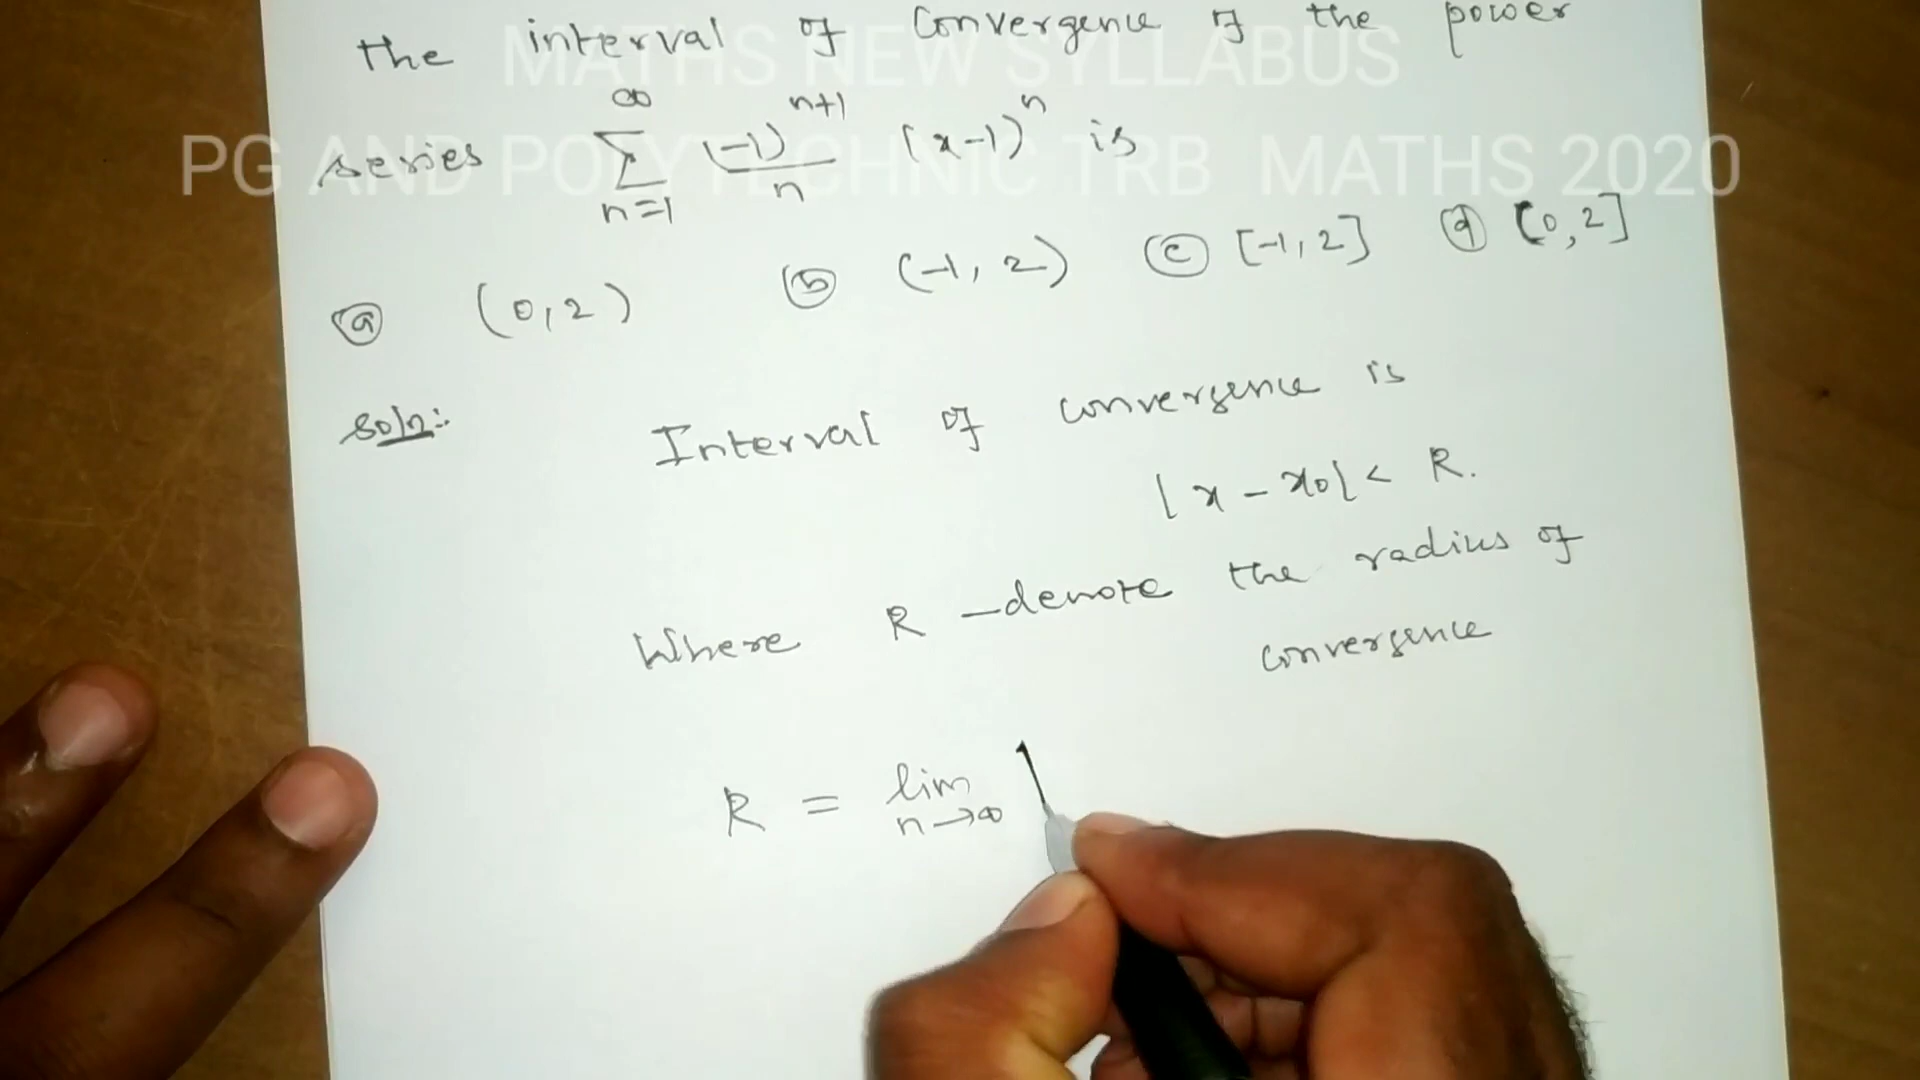 the interval of convergence of the power
MATHS NEW SYLLABUS
series ∞ Σ n=1 (-1)^{n+1} / n (x-1)^n is
PG AND POLYTECHNIC TRB MATHS 2020
ⓐ (0,2) ⓑ (-1, 2) ⓒ [-1, 2] ⓓ (0,2]
Soln:
Interval of convergence is
|x - x₀| < R.
Where R - denote the radius of
convergence
R = lim n→∞